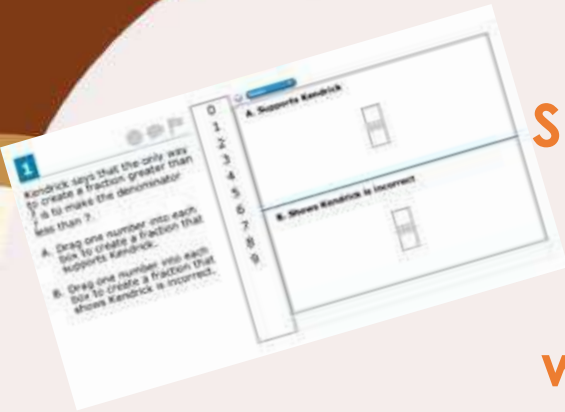 1
Kendrick says that the only way
to create a fraction greater than
is to make the denominator
less than 7.
A. Drag one number into each
box to create a fraction that
supports Kendrick.
B. Drag one number into each
box to create a fraction that
shows Kendrick is incorrect.
0
1
2
3
4
5
6
7
8
9
A. Supports Kendrick
B. Shows Kendrick is incorrect
S